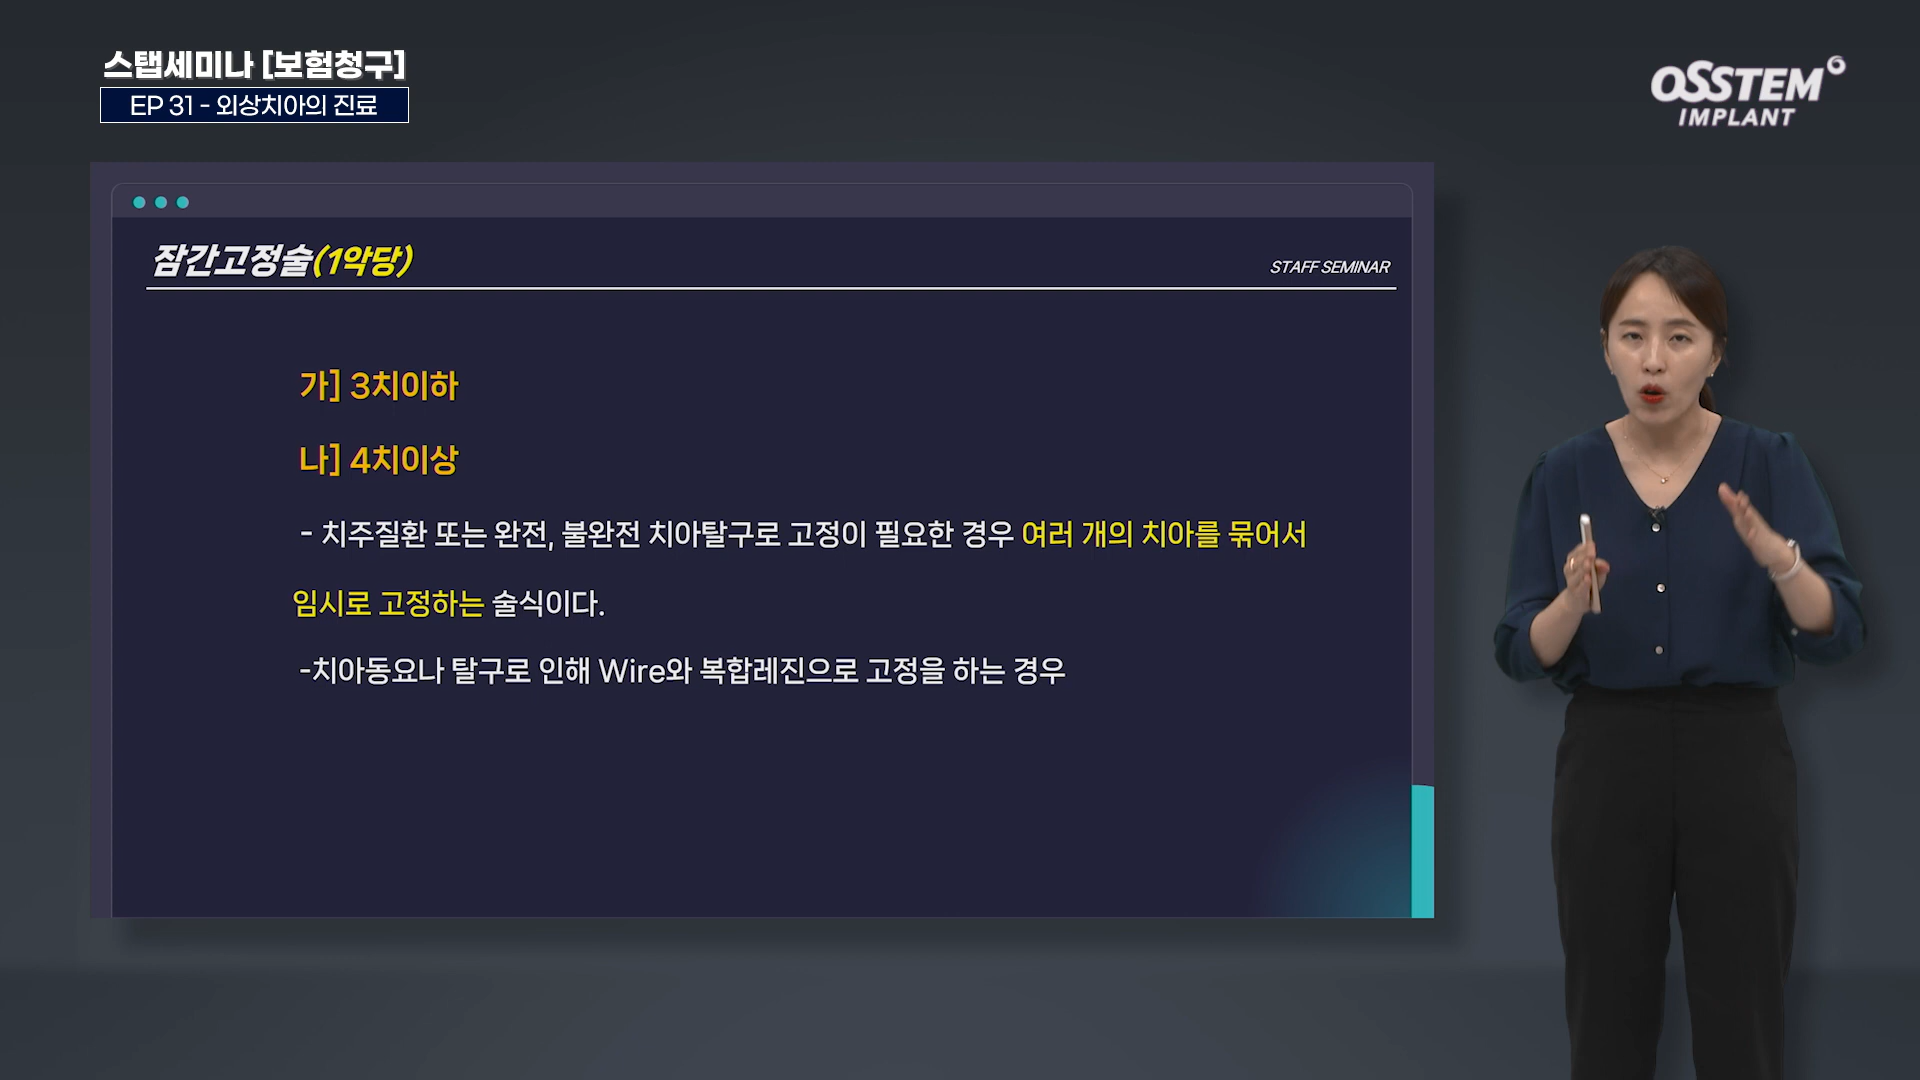 스탭세미나 [보험청구]
EP 31 - 외상치아의 진료
OSSTEM
IMPLANT
잠간고정술(1악당)
STAFF SEMINAR
가] 3치이하
나] 4치이상
- 치주질환 또는 완전, 불완전 치아탈구로 고정이 필요한 경우 여러 개의 치아를 묶어서
임시로 고정하는 술식이다.
-치아동요나 탈구로 인해 Wire와 복합레진으로 고정을 하는 경우